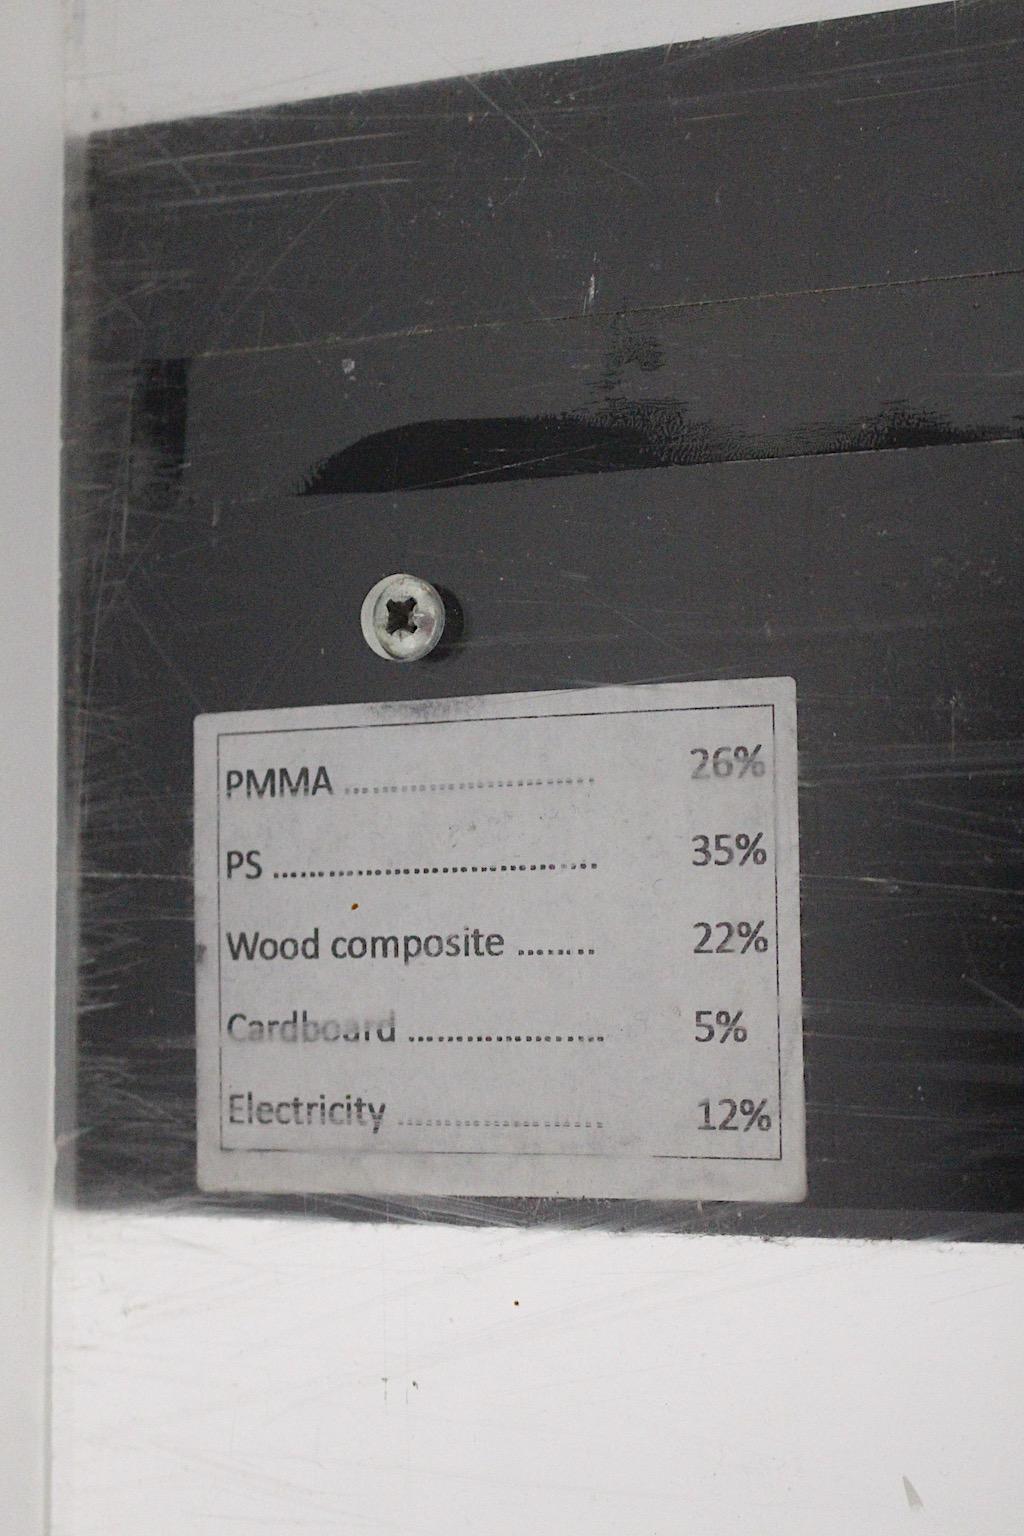 PMMA .............................. 26%
PS ....................................... 35%
Wood composite ........ 22%
Cardboard ........................ 5%
Electricity ......................... 12%